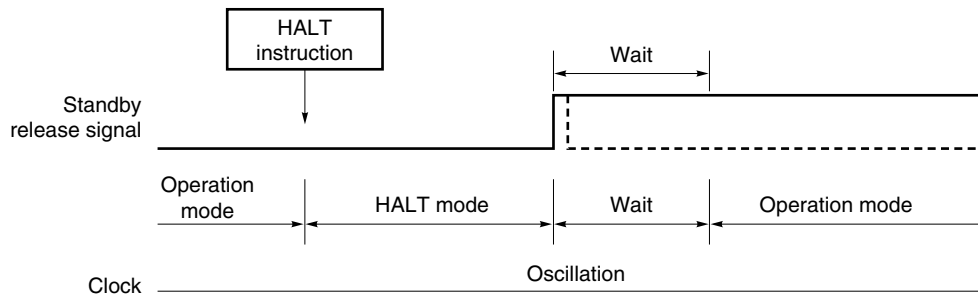 HALT
instruction
Wait
Standby
release signal
Operation
mode
HALT mode
Wait
Operation mode
Clock
Oscillation